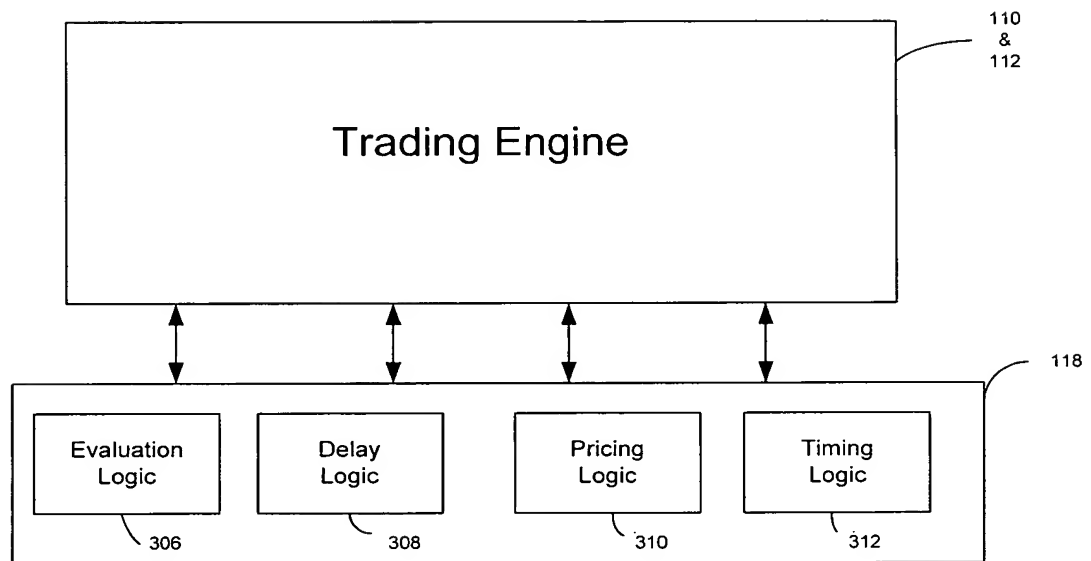 110
&
112
Trading Engine
118
Evaluation
Logic
Delay
Logic
Pricing
Logic
Timing
Logic
306
308
310
312